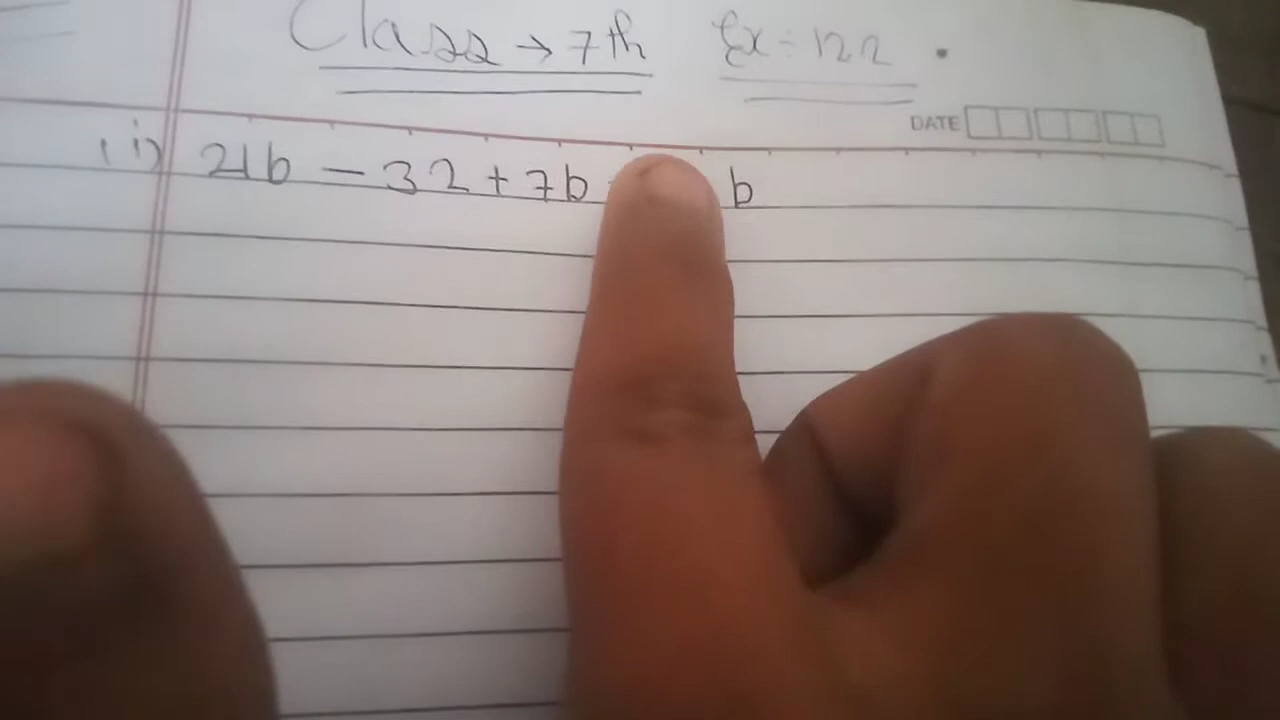 Class → 7th Ex÷12.2
DATE
(i) 21b - 32 + 7b b